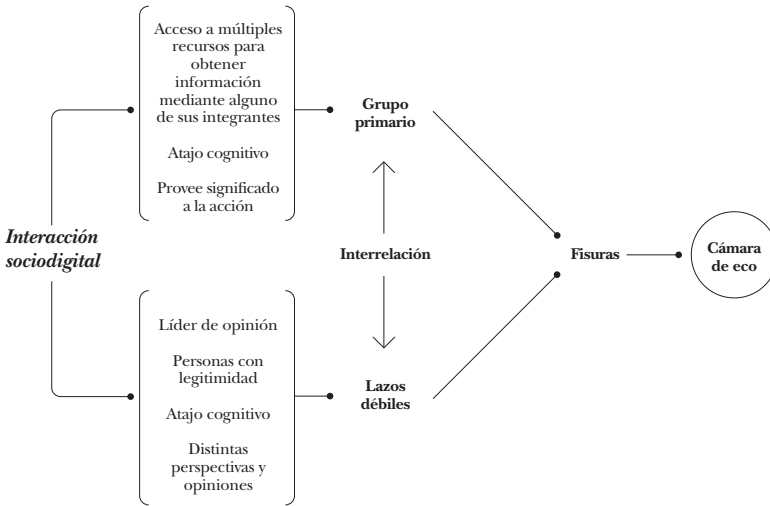 Acceso a múltiples
recursos para
obtener
información
mediante alguno
de sus integrantes
Atajo cognitivo
Provee significado
a la acción
Grupo
primario
Interacción
sociodigital
Interrelación
Fisuras
Cámara
de eco
Líder de opinión
Personas con
legitimidad
Atajo cognitivo
Distintas
perspectivas y
opiniones
Lazos
débiles